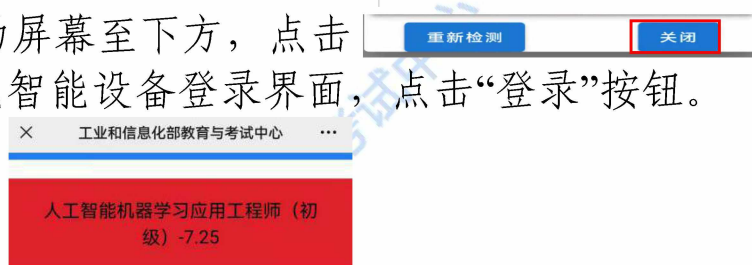 屏幕至下方，点击
重新检测 关闭
智能设备登录界面，点击“登录”按钮。
工业和信息化部教育与考试中心
人工智能机器学习应用工程师（初
级）-7.25